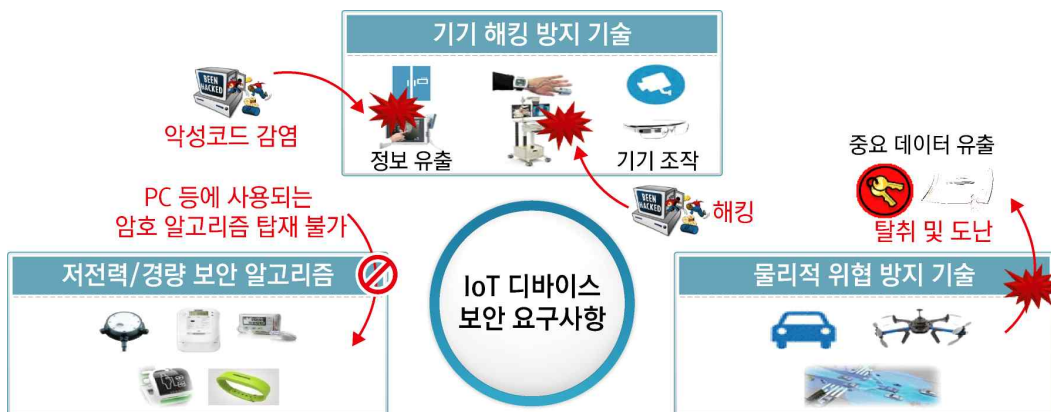 기기 해킹 방지 기술
BEEN
HACKED
악성코드 감염
정보 유출
기기 조작
BEEN
HACKED
해킹
중요 데이터 유출
탈취 및 도난
PC 등에 사용되는
암호 알고리즘 탑재 불가
저전력/경량 보안 알고리즘
IoT 디바이스
보안 요구사항
물리적 위협 방지 기술